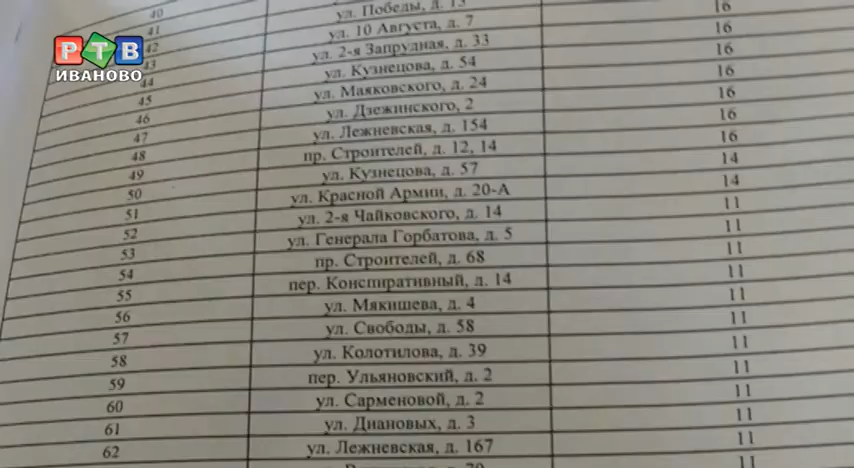 РТВ
ИВАНОВО
40
41
42 ул. Победы, д. 13
43 ул. 10 Августа, д. 7 16
44 ул. 2-я Запрудная, д. 33 16
45 ул. Кузнецова, д. 54 16
46 ул. Маяковского, д. 24 16
47 ул. Дзежинского, 2 16
48 ул. Лежневская, д. 154 16
49 пр. Строителей, д. 12, 14 16
50 ул. Кузнецова, д. 57 14
51 ул. Красной Армии, д. 20-А 14
52 ул. 2-я Чайковского, д. 14 11
53 ул. Генерала Горбатова, д. 5 11
54 пр. Строителей, д. 68 11
55 пер. Конспиративный, д. 14 11
56 ул. Мякишева, д. 4 11
57 ул. Свободы, д. 58 11
58 ул. Колотилова, д. 39 11
59 пер. Ульяновский, д. 2 11
60 ул. Сарменовой, д. 2 11
61 ул. Диановых, д. 3 11
62 ул. Лежневская, д. 167 11
11